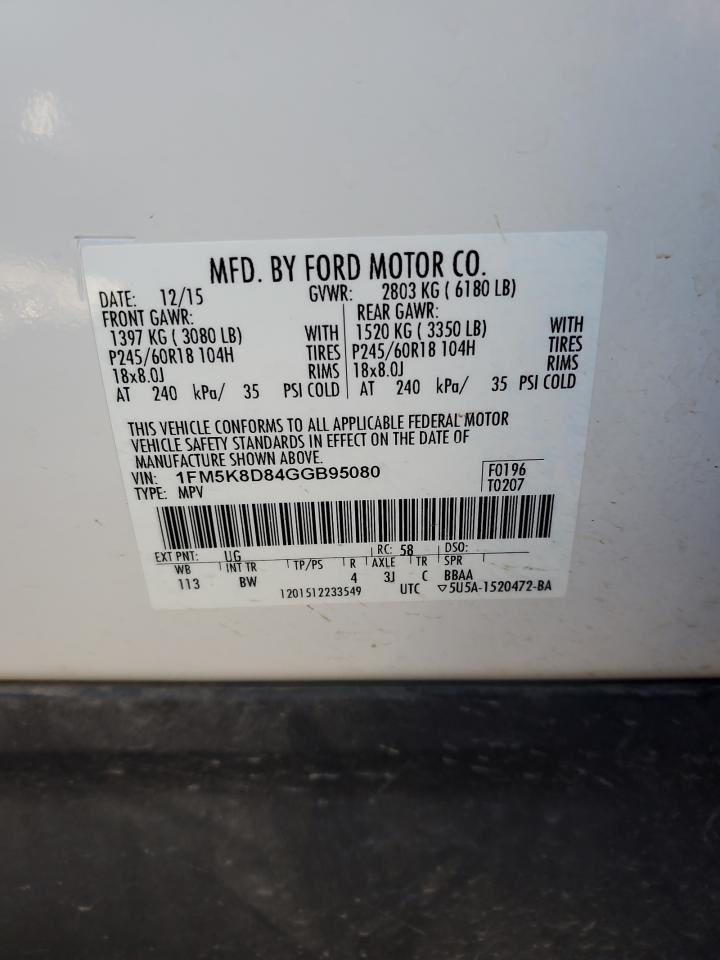 MFD. BY FORD MOTOR CO.
DATE: 12/15 GVWR: 2803 KG ( 6180 LB)
FRONT GAWR: REAR GAWR:
1397 KG ( 3080 LB) WITH 1520 KG ( 3350 LB) WITH
P245/60R18 104H TIRES P245/60R18 104H TIRES
18x8.0J RIMS 18x8.0J RIMS
AT 240 kPa/ 35 PSI COLD AT 240 kPa/ 35 PSI COLD
THIS VEHICLE CONFORMS TO ALL APPLICABLE FEDERAL MOTOR
VEHICLE SAFETY STANDARDS IN EFFECT ON THE DATE OF
MANUFACTURE SHOWN ABOVE.
VIN: 1FM5K8D84GGB95080 F0196
TYPE: MPV T0207
EXT PNT: UG RC: 58 DSO:
WB INT TR TP/PS R AXLE TR SPR
113 BW 4 3J C BBAA
1201512233549 UTC ▽5U5A-1520472-BA